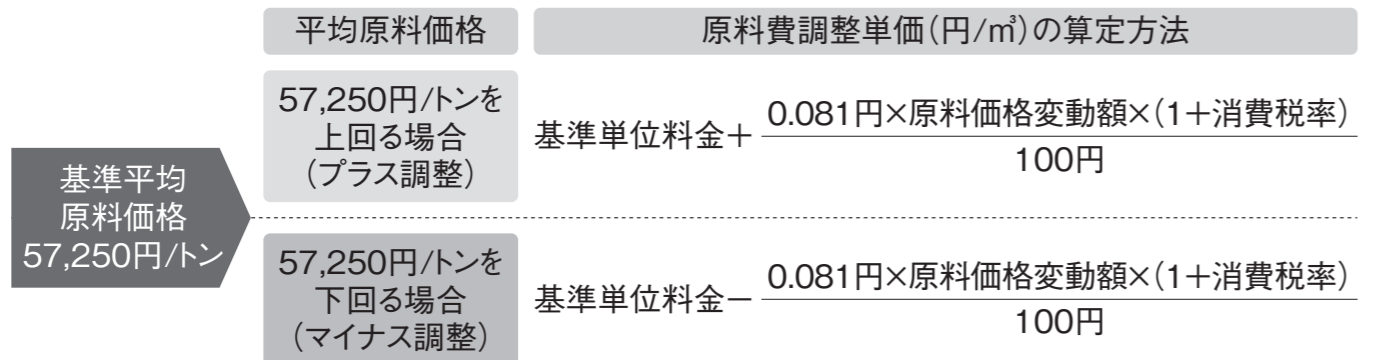 平均原料価格
原料費調整単価(円/㎥)の算定方法
57,250円/トンを
上回る場合
(プラス調整)
基準単位料金＋ 0.081円×原料価格変動額×(1＋消費税率)
100円
基準平均
原料価格
57,250円/トン
57,250円/トンを
下回る場合
(マイナス調整)
基準単位料金－ 0.081円×原料価格変動額×(1＋消費税率)
100円